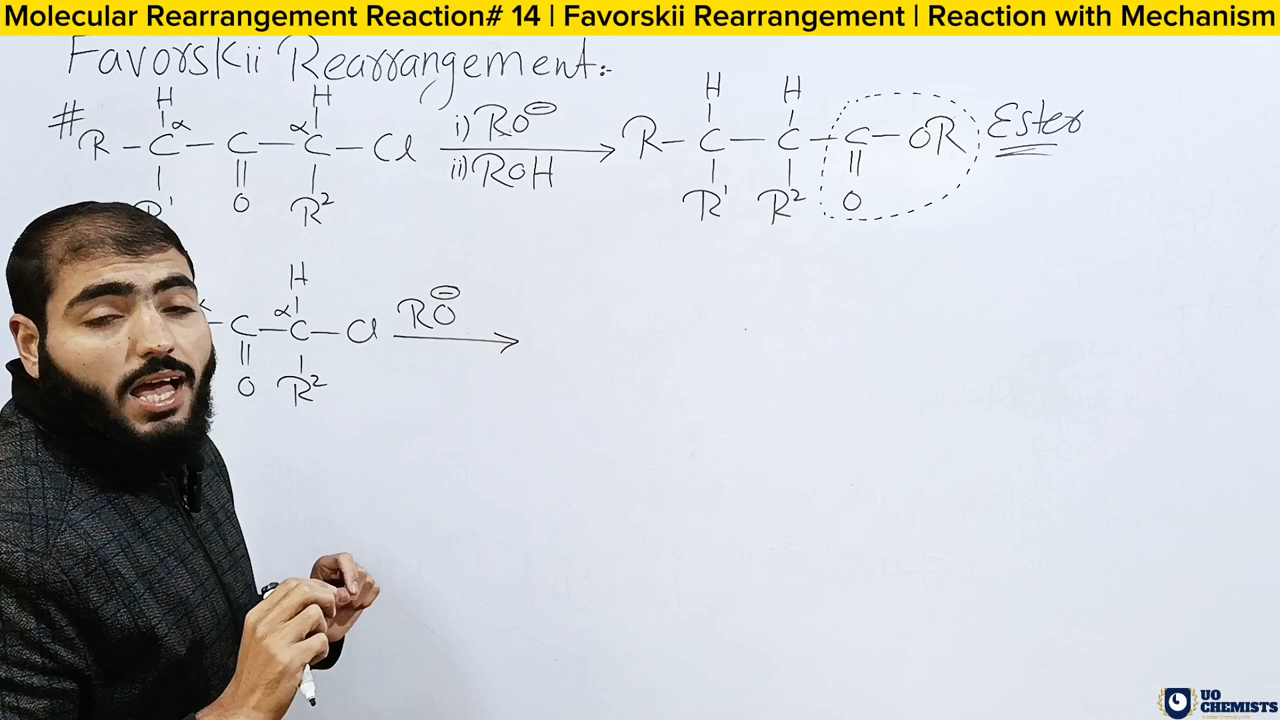 Molecular Rearrangement Reaction# 14 | Favorskii Rearrangement | Reaction with Mechanism
Favorskii Rearrangement:-
H H H H
# R – C α – C – α C – Cl i) RO⊖ ii) ROH → R – C – C – C – OR Ester
R¹ O R² R¹ R² O
H
C – α C – Cl RO⊖ →
O R²
UO
CHEMISTS